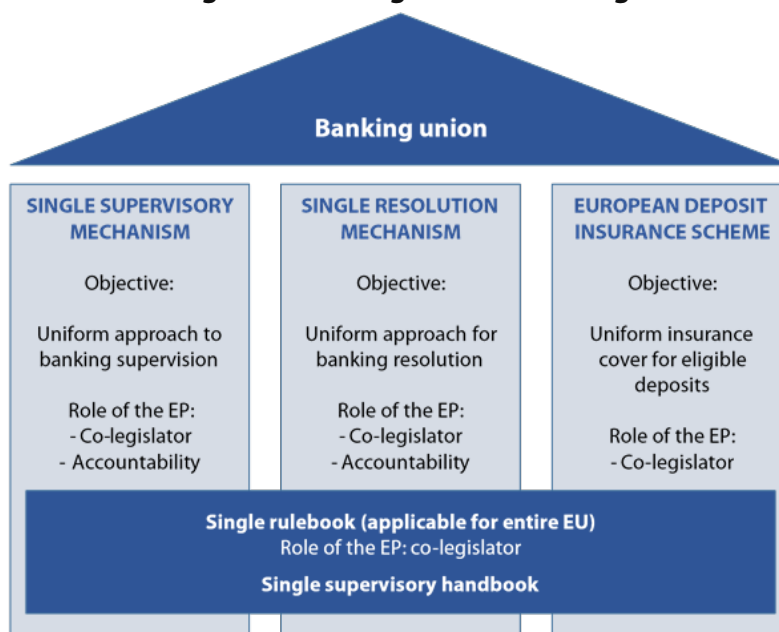 Banking union
SINGLE SUPERVISORY
MECHANISM
Objective:
Uniform approach to
banking supervision
Role of the EP:
- Co-legislator
- Accountability
SINGLE RESOLUTION
MECHANISM
Objective:
Uniform approach for
banking resolution
Role of the EP:
- Co-legislator
- Accountability
EUROPEAN DEPOSIT
INSURANCE SCHEME
Objective:
Uniform insurance
cover for eligible
deposits
Role of the EP:
- Co-legislator
Single rulebook (applicable for entire EU)
Role of the EP: co-legislator
Single supervisory handbook